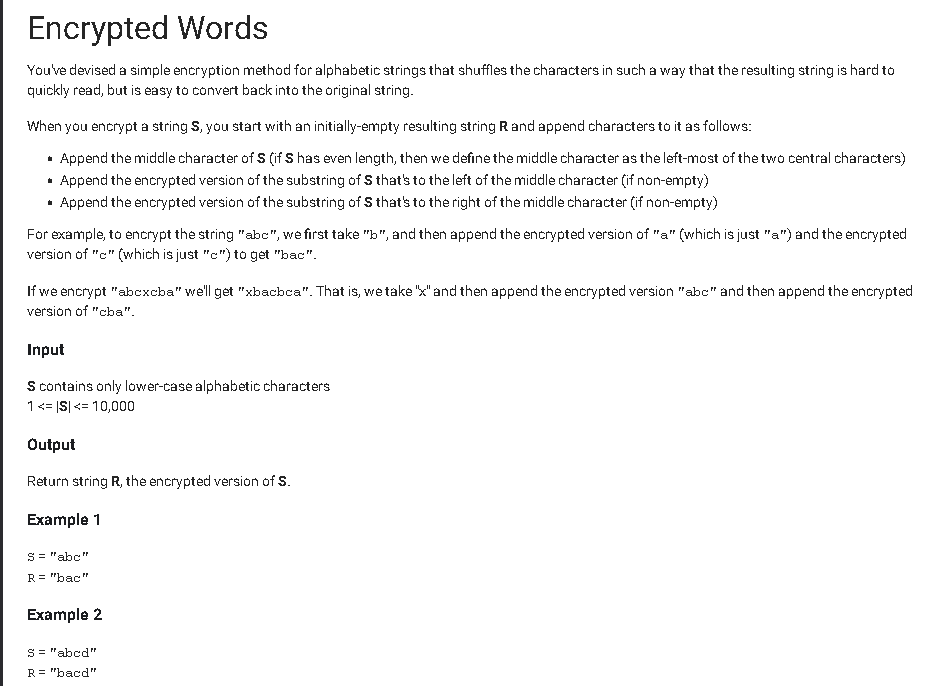 Encrypted Words
You've devised a simple encryption method for alphabetic strings that shuffles the characters in such a way that the resulting string is hard to
quickly read, but is easy to convert back into the original string.
When you encrypt a string S, you start with an initially-empty resulting string R and append characters to it as follows:
• Append the middle character of S (if S has even length, then we define the middle character as the left-most of the two central characters)
• Append the encrypted version of the substring of S that's to the left of the middle character (if non-empty)
• Append the encrypted version of the substring of S that's to the right of the middle character (if non-empty)
For example, to encrypt the string "abc", we first take "b", and then append the encrypted version of "a" (which is just "a") and the encrypted
version of "c" (which is just "c") to get "bac".
If we encrypt "abcxcba" we'll get "xbacbca". That is, we take "x" and then append the encrypted version "abc" and then append the encrypted
version of "cba".
Input
S contains only lower-case alphabetic characters
1 <= |S| <= 10,000
Output
Return string R, the encrypted version of S.
Example 1
S = "abc"
R = "bac"
Example 2
S = "abcd"
R = "bacd"